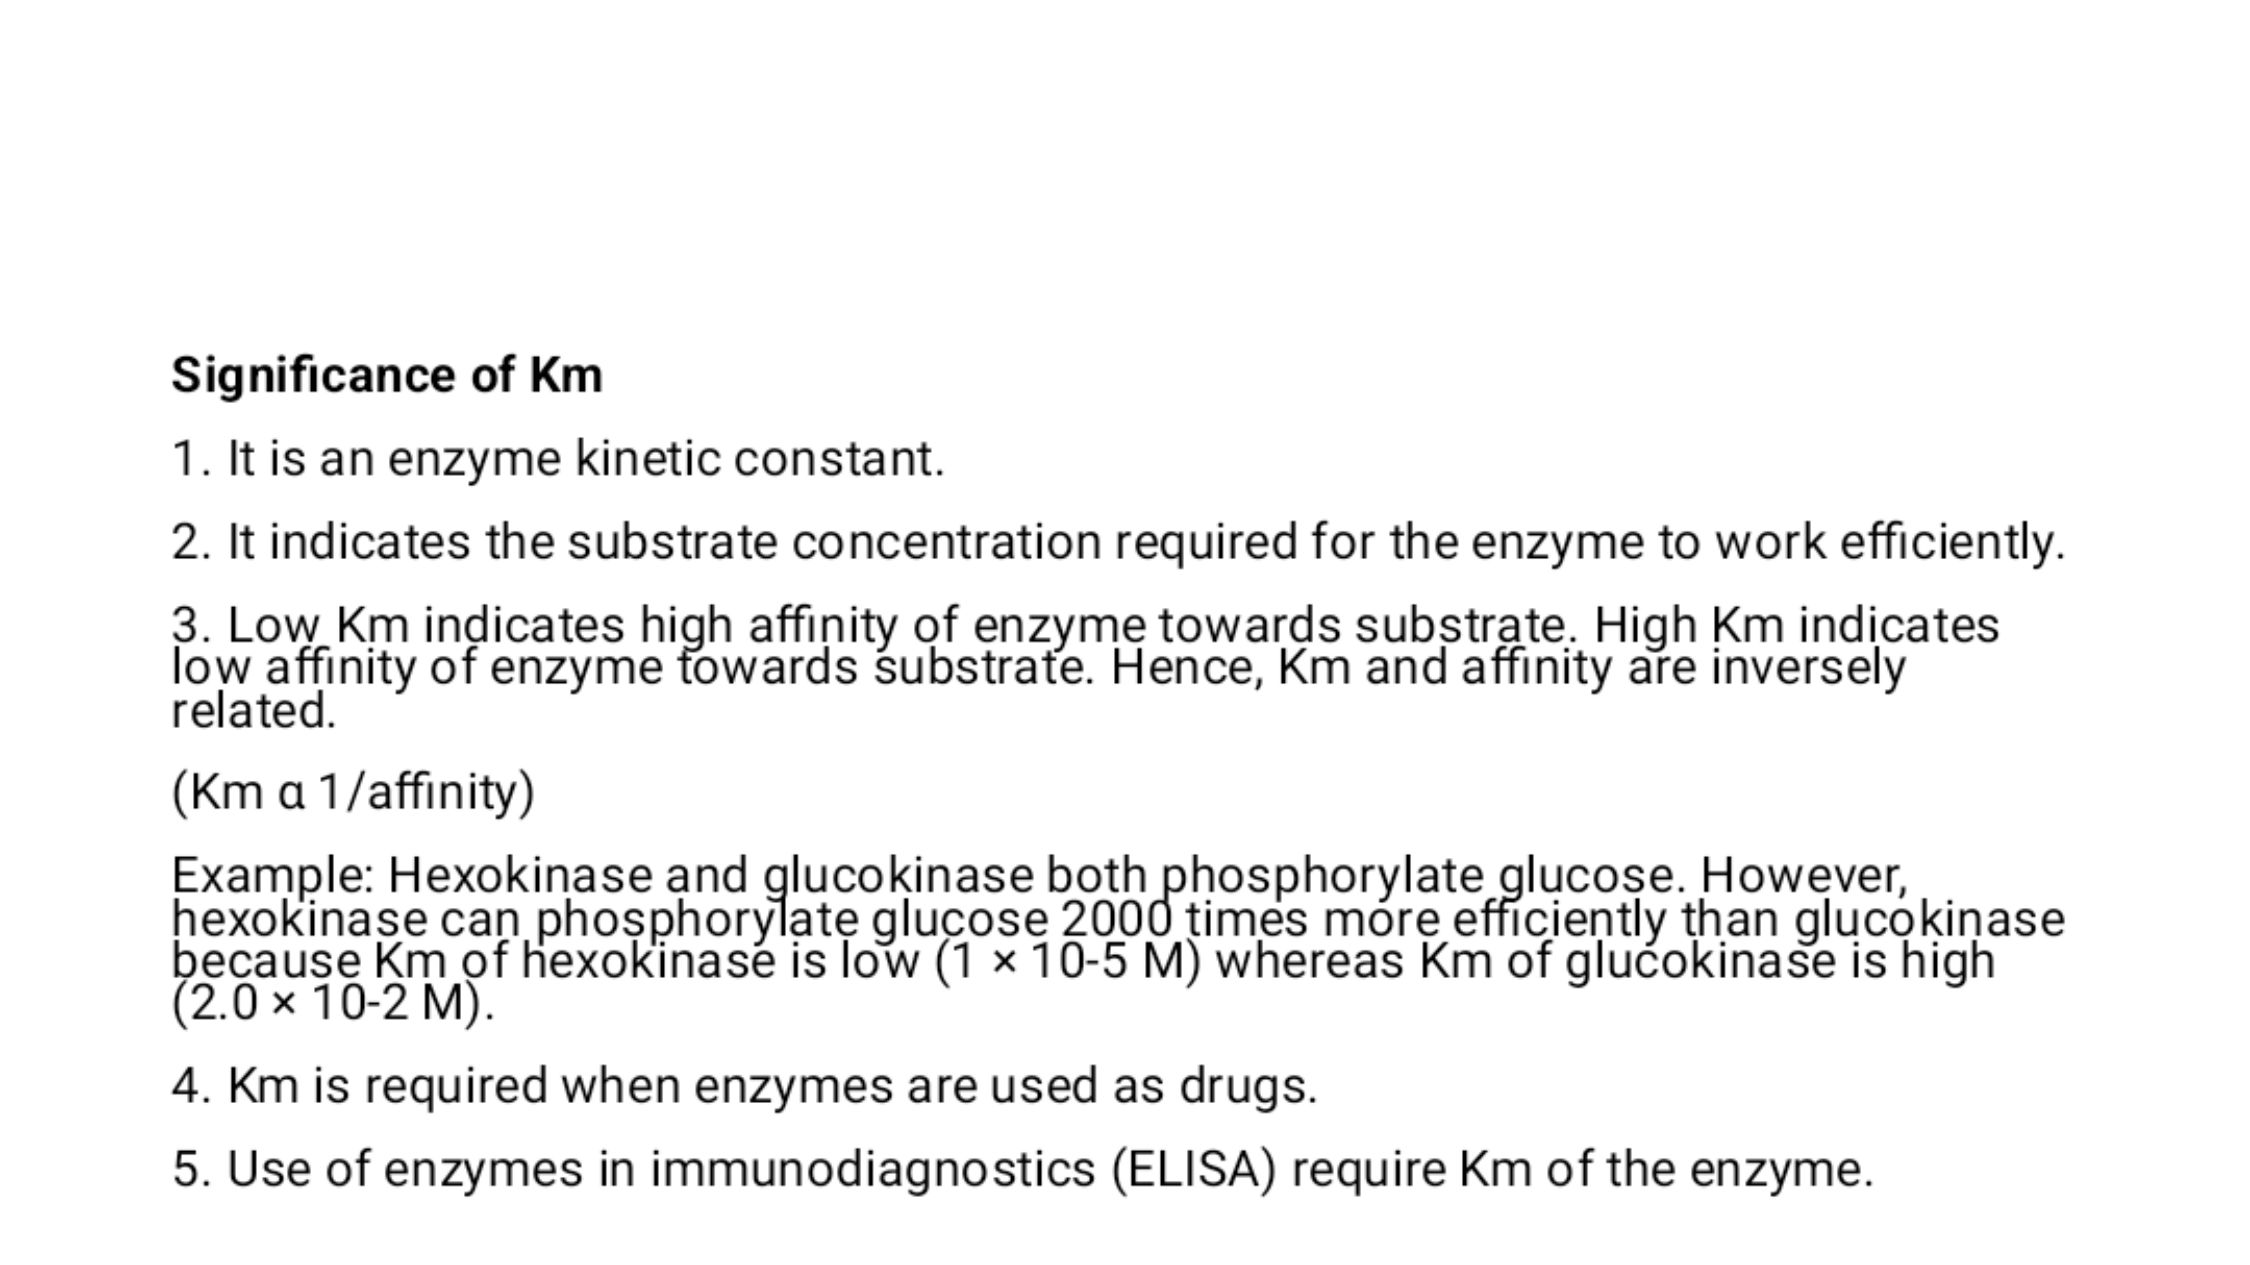 Significance of Km
1. It is an enzyme kinetic constant.
2. It indicates the substrate concentration required for the enzyme to work efficiently.
3. Low Km indicates high affinity of enzyme towards substrate. High Km indicates
low affinity of enzyme towards substrate. Hence, Km and affinity are inversely
related.
(Km α 1/affinity)
Example: Hexokinase and glucokinase both phosphorylate glucose. However,
hexokinase can phosphorylate glucose 2000 times more efficiently than glucokinase
because Km of hexokinase is low (1 × 10-5 M) whereas Km of glucokinase is high
(2.0 × 10-2 M).
4. Km is required when enzymes are used as drugs.
5. Use of enzymes in immunodiagnostics (ELISA) require Km of the enzyme.